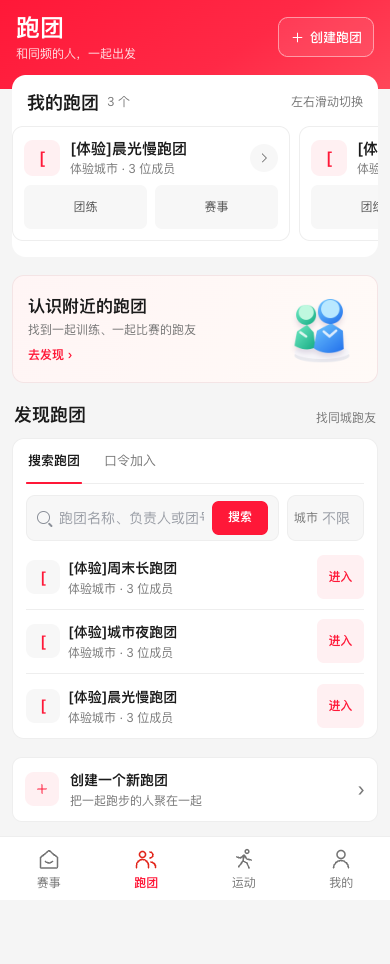 跑团
和同频的人，一起出发
＋ 创建跑团
我的跑团 3 个
左右滑动切换
[
[体验]晨光慢跑团
体验城市 · 3 位成员
团练
赛事
[
认识附近的跑团
找到一起训练、一起比赛的跑友
去发现 ›
发现跑团
找同城跑友
搜索跑团
口令加入
跑团名称、负责人或团
搜索
城市 不限
[
[体验]周末长跑团
体验城市 · 3 位成员
进入
[
[体验]城市夜跑团
体验城市 · 3 位成员
进入
[
[体验]晨光慢跑团
体验城市 · 3 位成员
进入
＋
创建一个新跑团
把一起跑步的人聚在一起
›
赛事
跑团
运动
我的